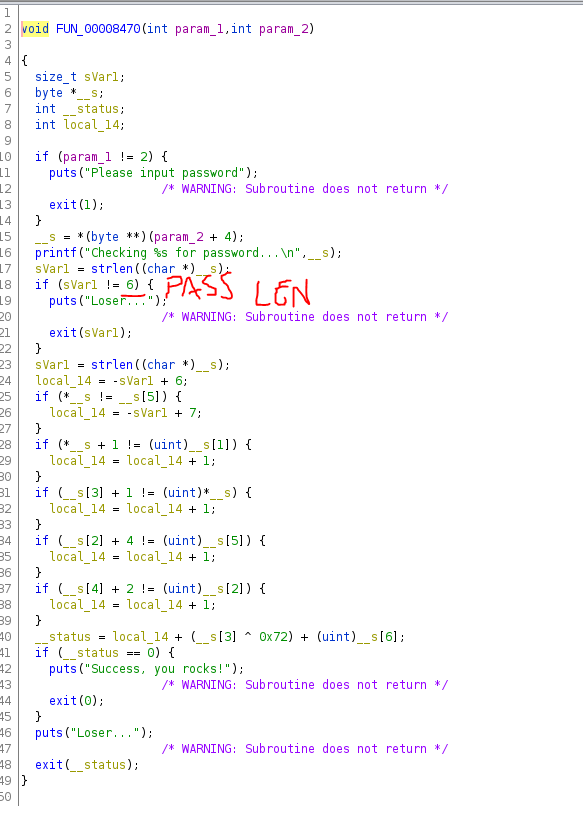 1
2 void FUN_00008470(int param_1,int param_2)
3
4 {
5 size_t sVar1;
6 byte *__s;
7 int __status;
8 int local_14;
9
10 if (param_1 != 2) {
11 puts("Please input password");
12 /* WARNING: Subroutine does not return */
13 exit(1);
14 }
15 __s = *(byte **)(param_2 + 4);
16 printf("Checking %s for password...\n",__s);
17 sVar1 = strlen((char *)__s);
18 if (sVar1 != 6) { PASS LEN
19 puts("Loser...");
20 /* WARNING: Subroutine does not return */
21 exit(sVar1);
22 }
23 sVar1 = strlen((char *)__s);
24 local_14 = -sVar1 + 6;
25 if (*__s != __s[5]) {
26 local_14 = -sVar1 + 7;
27 }
28 if (*__s + 1 != (uint)__s[1]) {
29 local_14 = local_14 + 1;
30 }
31 if (__s[3] + 1 != (uint)*__s) {
32 local_14 = local_14 + 1;
33 }
34 if (__s[2] + 4 != (uint)__s[5]) {
35 local_14 = local_14 + 1;
36 }
37 if (__s[4] + 2 != (uint)__s[2]) {
38 local_14 = local_14 + 1;
39 }
40 __status = local_14 + (__s[3] ^ 0x72) + (uint)__s[6];
41 if (__status == 0) {
42 puts("Success, you rocks!");
43 /* WARNING: Subroutine does not return */
44 exit(0);
45 }
46 puts("Loser...");
47 /* WARNING: Subroutine does not return */
48 exit(__status);
49 }
50